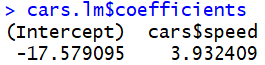 > cars.lm$coefficients
(Intercept) cars$speed
-17.579095 3.932409